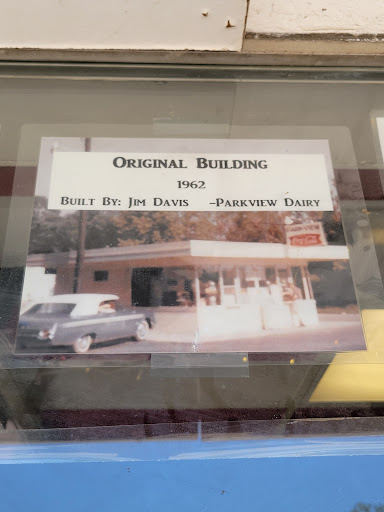 ORIGINAL BUILDING
1962
BUILT BY: JIM DAVIS -PARKVIEW DAIRY